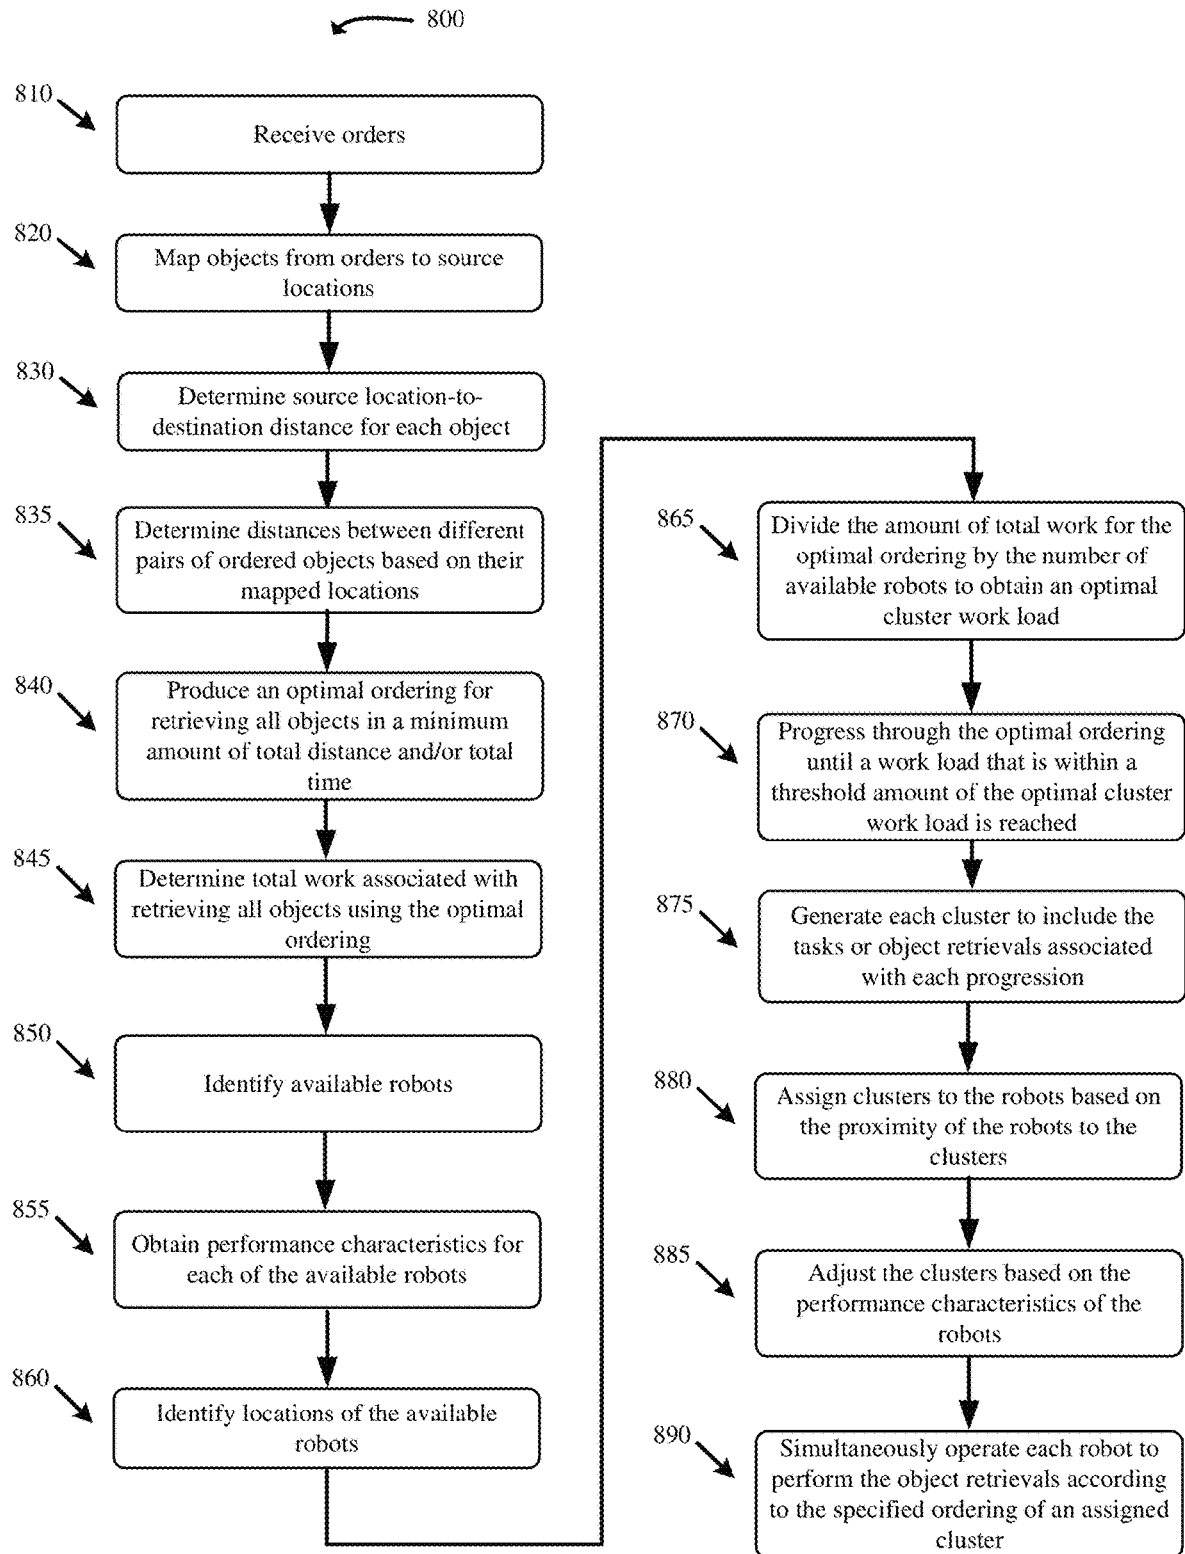 800
810
Receive orders
820
Map objects from orders to source
locations
830
Determine source location-to-
destination distance for each object
835
Determine distances between different
pairs of ordered objects based on their
mapped locations
840
Produce an optimal ordering for
retrieving all objects in a minimum
amount of total distance and/or total
time
845
Determine total work associated with
retrieving all objects using the optimal
ordering
850
Identify available robots
855
Obtain performance characteristics for
each of the available robots
860
Identify locations of the available
robots
865
Divide the amount of total work for the
optimal ordering by the number of
available robots to obtain an optimal
cluster work load
870
Progress through the optimal ordering
until a work load that is within a
threshold amount of the optimal cluster
work load is reached
875
Generate each cluster to include the
tasks or object retrievals associated
with each progression
880
Assign clusters to the robots based on
the proximity of the robots to the
clusters
885
Adjust the clusters based on the
performance characteristics of the
robots
890
Simultaneously operate each robot to
perform the object retrievals according
to the specified ordering of an assigned
cluster